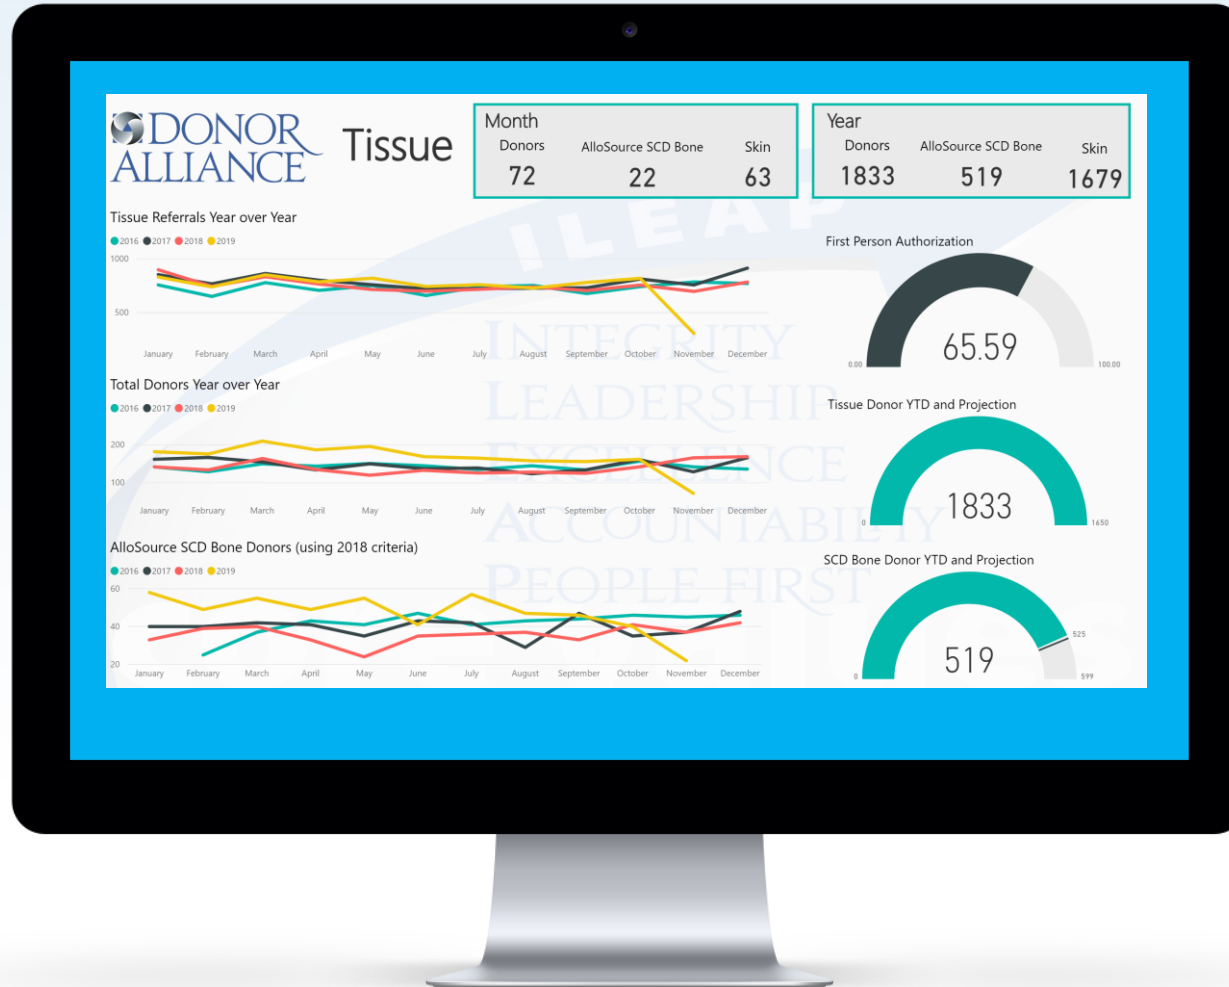 DONOR
ALLIANCE
Tissue
Month
Donors AlloSource SCD Bone Skin
72 22 63
Year
Donors AlloSource SCD Bone Skin
1833 519 1679
Tissue Referrals Year over Year
2016 2017 2018 2019
1000
500
January February March April May June July August September October November December
Total Donors Year over Year
2016 2017 2018 2019
200
100
January February March April May June July August September October November December
AlloSource SCD Bone Donors (using 2018 criteria)
2016 2017 2018 2019
60
40
20
January February March April May June July August September October November December
First Person Authorization
65.59
0.00 100.00
Tissue Donor YTD and Projection
1833
0 1650
SCD Bone Donor YTD and Projection
525
519
0 599
ILEAP
INTEGRITY
LEADERSHIP
EXCELLENCE
ACCOUNTABILITY
PEOPLE FIRST